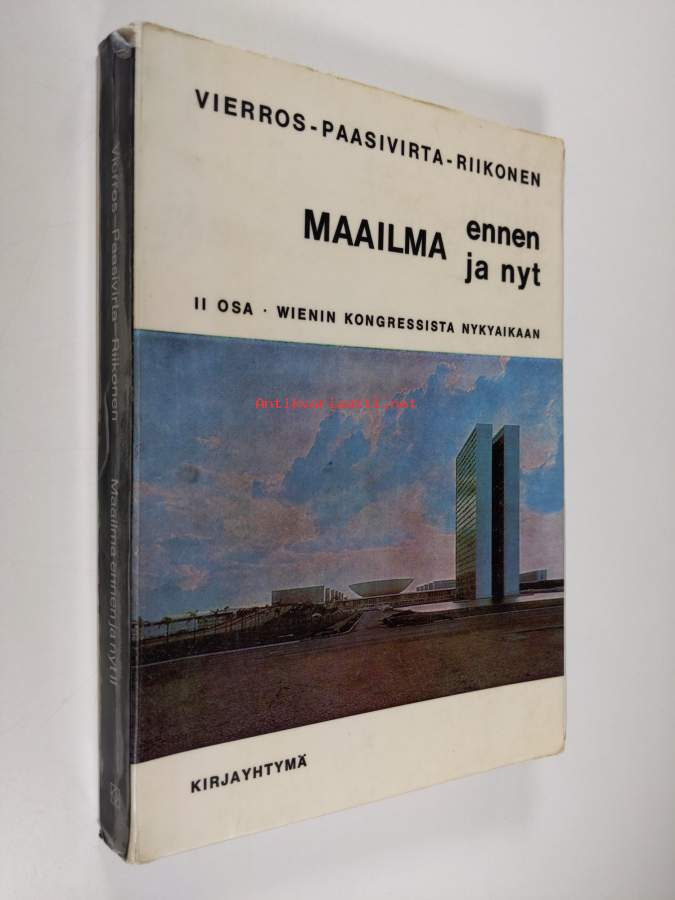 VIERROS-PAASIVIRTA-RIIKONEN
MAAILMA ennen
ja nyt
II OSA · WIENIN KONGRESSISTA NYKYAIKAAN
Antikvariaatti.net
KIRJAYHTYMÄ
Vierros-Paasivirta-Riikonen Maailma ennen ja nyt II